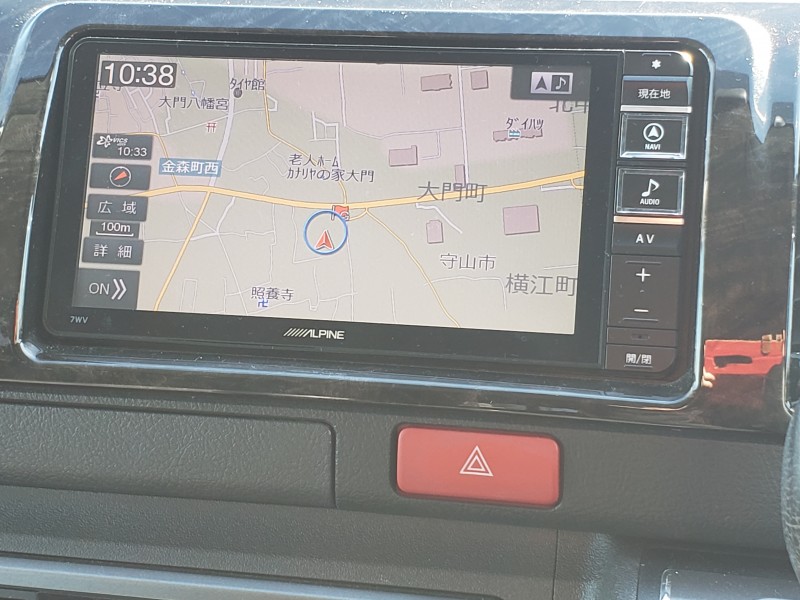 10:38
タイヤ館
大門八幡宮
VICS
10:33
金森町西
老人ホーム
カナリヤの家大門
ダイハツ
大門町
広域
100m
詳細
守山市
横江町
照養寺
ON
7WV
ALPINE
現在地
NAVI
AUDIO
AV
+
−
開/閉